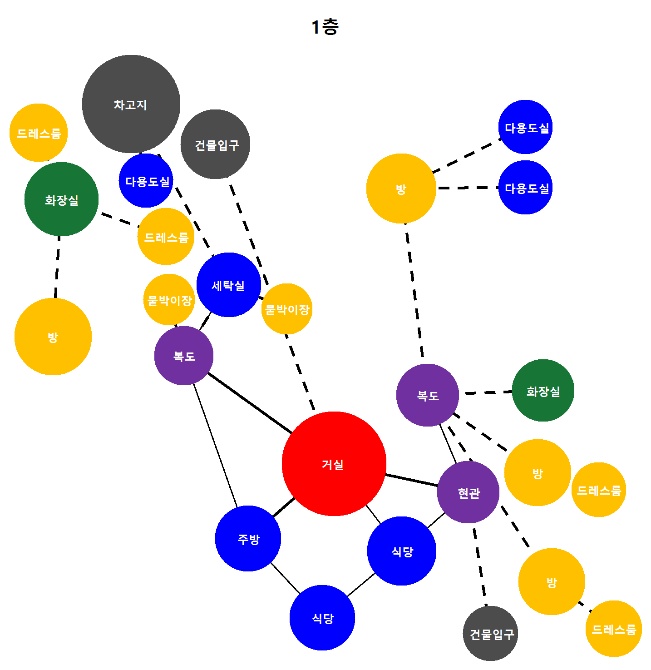 1층
차고지
드레스룸
건물입구
다용도실
다용도실
화장실
다용도실
방
드레스룸
세탁실
붙박이장
붙박이장
방
복도
복도
화장실
거실
방
드레스룸
현관
주방
식당
방
식당
건물입구
드레스룸